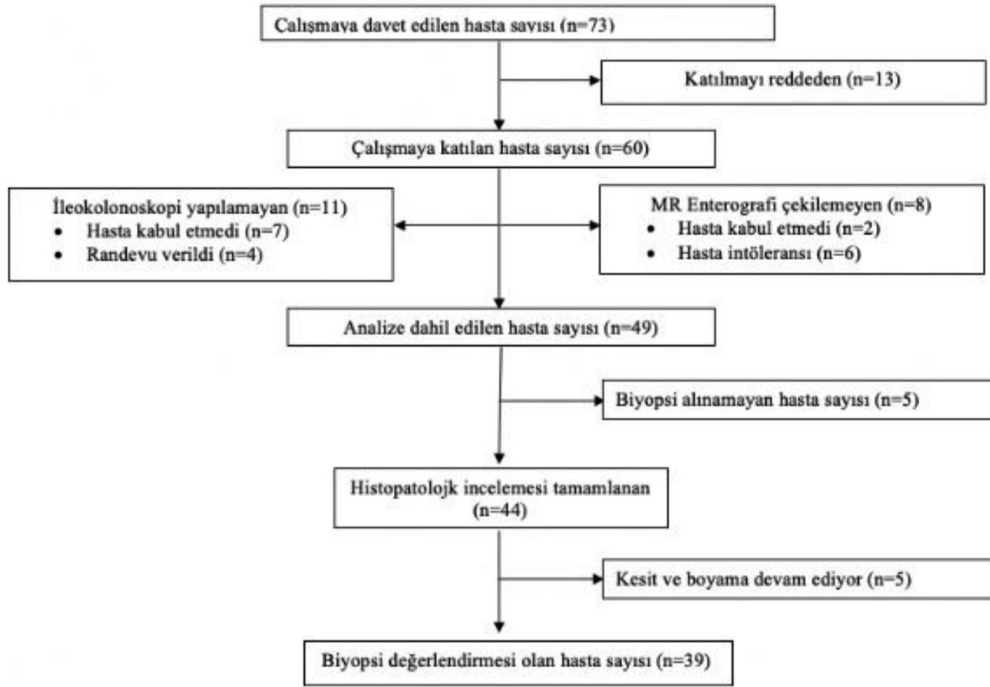 Calışmaya davet edilen hasta sayısı (n=73)
Katılmayı reddeden (n=13)
Çalışmaya katılan hasta sayısı (n=60)
İleokolonoskopi yapılamayan (n=11)
• Hasta kabul etmedi (n=7)
• Randevu verildi (n=4)
MR Enterografi çekilemeyen (n=8)
• Hasta kabul etmedi (n=2)
• Hasta intöleransı (n=6)
Analize dahil edilen hasta sayısı (n=49)
Biyopsi alınamayan hasta sayısı (n=5)
Histopatolojk incelemesi tamamlanan
(n=44)
Kesit ve boyama devam ediyor (n=5)
Biyopsi değerlendirmesi olan hasta sayısı (n=39)